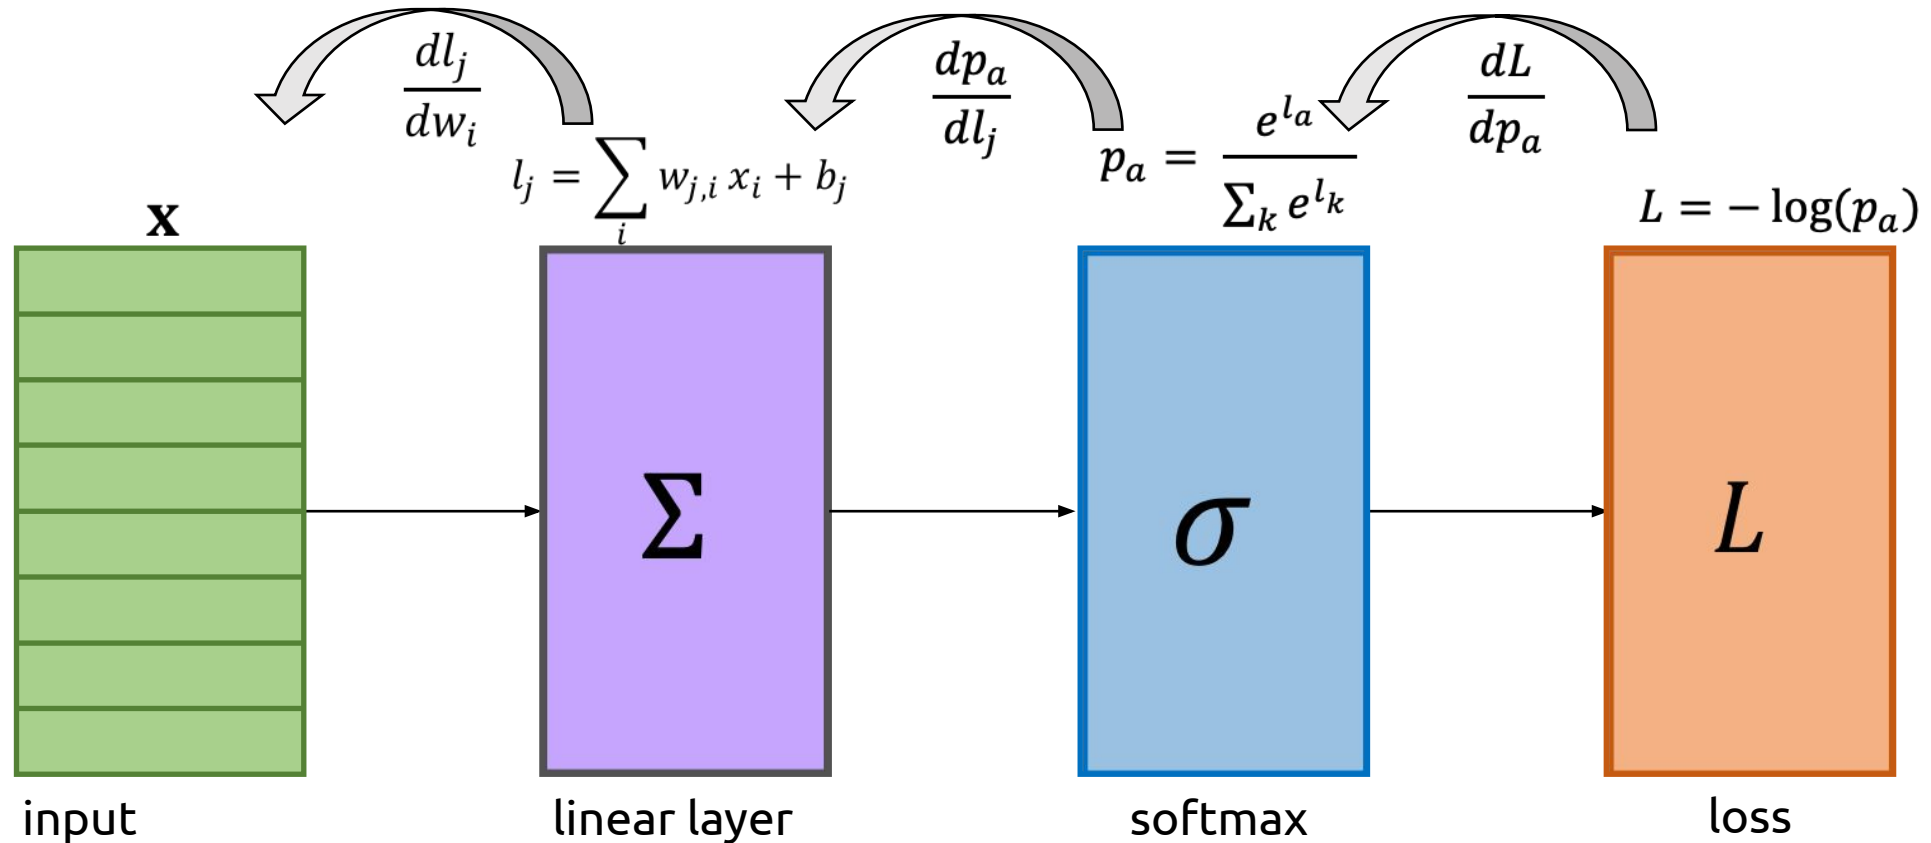 dl_j/dw_i
dp_a/dl_j
dL/dp_a
l_j = ∑_i w_{j,i} x_i + b_j
p_a = e^{l_a} / ∑_k e^{l_k}
L = − log(p_a)
x
Σ
σ
L
input
linear layer
softmax
loss